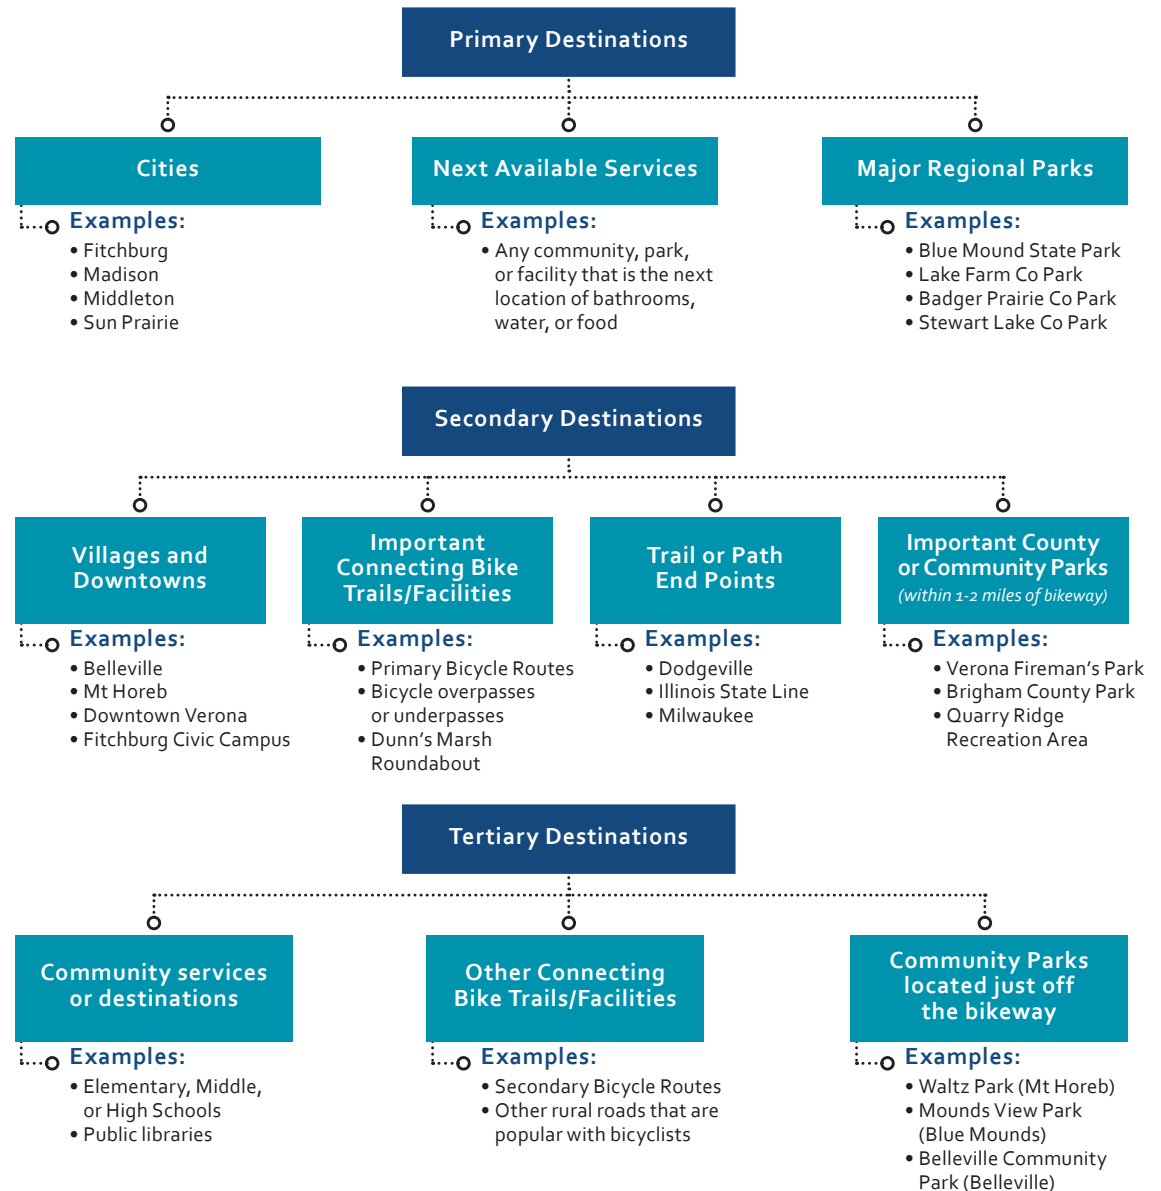 Primary Destinations
Cities
Examples:
• Fitchburg
• Madison
• Middleton
• Sun Prairie
Next Available Services
Examples:
• Any community, park,
or facility that is the next
location of bathrooms,
water, or food
Major Regional Parks
Examples:
• Blue Mound State Park
• Lake Farm Co Park
• Badger Prairie Co Park
• Stewart Lake Co Park
Secondary Destinations
Villages and
Downtowns
Examples:
• Belleville
• Mt Horeb
• Downtown Verona
• Fitchburg Civic Campus
Important
Connecting Bike
Trails/Facilities
Examples:
• Primary Bicycle Routes
• Bicycle overpasses
or underpasses
• Dunn's Marsh
Roundabout
Trail or Path
End Points
Examples:
• Dodgeville
• Illinois State Line
• Milwaukee
Important County
or Community Parks
(within 1-2 miles of bikeway)
Examples:
• Verona Fireman's Park
• Brigham County Park
• Quarry Ridge
Recreation Area
Tertiary Destinations
Community services
or destinations
Examples:
• Elementary, Middle,
or High Schools
• Public libraries
Other Connecting
Bike Trails/Facilities
Examples:
• Secondary Bicycle Routes
• Other rural roads that are
popular with bicyclists
Community Parks
located just off
the bikeway
Examples:
• Waltz Park (Mt Horeb)
• Mounds View Park
(Blue Mounds)
• Belleville Community
Park (Belleville)